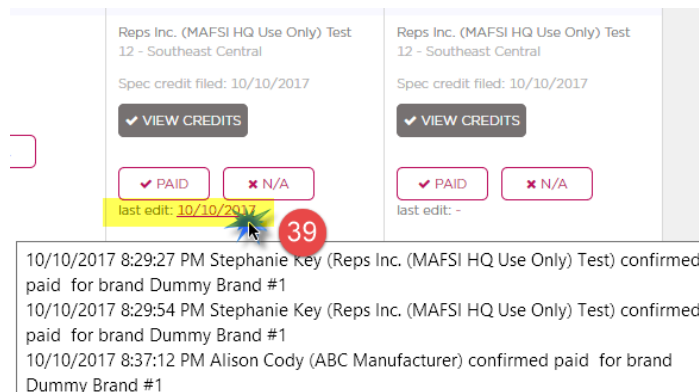 Reps Inc. (MAFSI HQ Use Only) Test
12 - Southeast Central
Spec credit filed: 10/10/2017
✔ VIEW CREDITS
✔ PAID
✖ N/A
last edit: 10/10/2017
Reps Inc. (MAFSI HQ Use Only) Test
12 - Southeast Central
Spec credit filed: 10/10/2017
✔ VIEW CREDITS
✔ PAID
✖ N/A
last edit: -
39
10/10/2017 8:29:27 PM Stephanie Key (Reps Inc. (MAFSI HQ Use Only) Test) confirmed
paid for brand Dummy Brand #1
10/10/2017 8:29:54 PM Stephanie Key (Reps Inc. (MAFSI HQ Use Only) Test) confirmed
paid for brand Dummy Brand #1
10/10/2017 8:37:12 PM Alison Cody (ABC Manufacturer) confirmed paid for brand
Dummy Brand #1